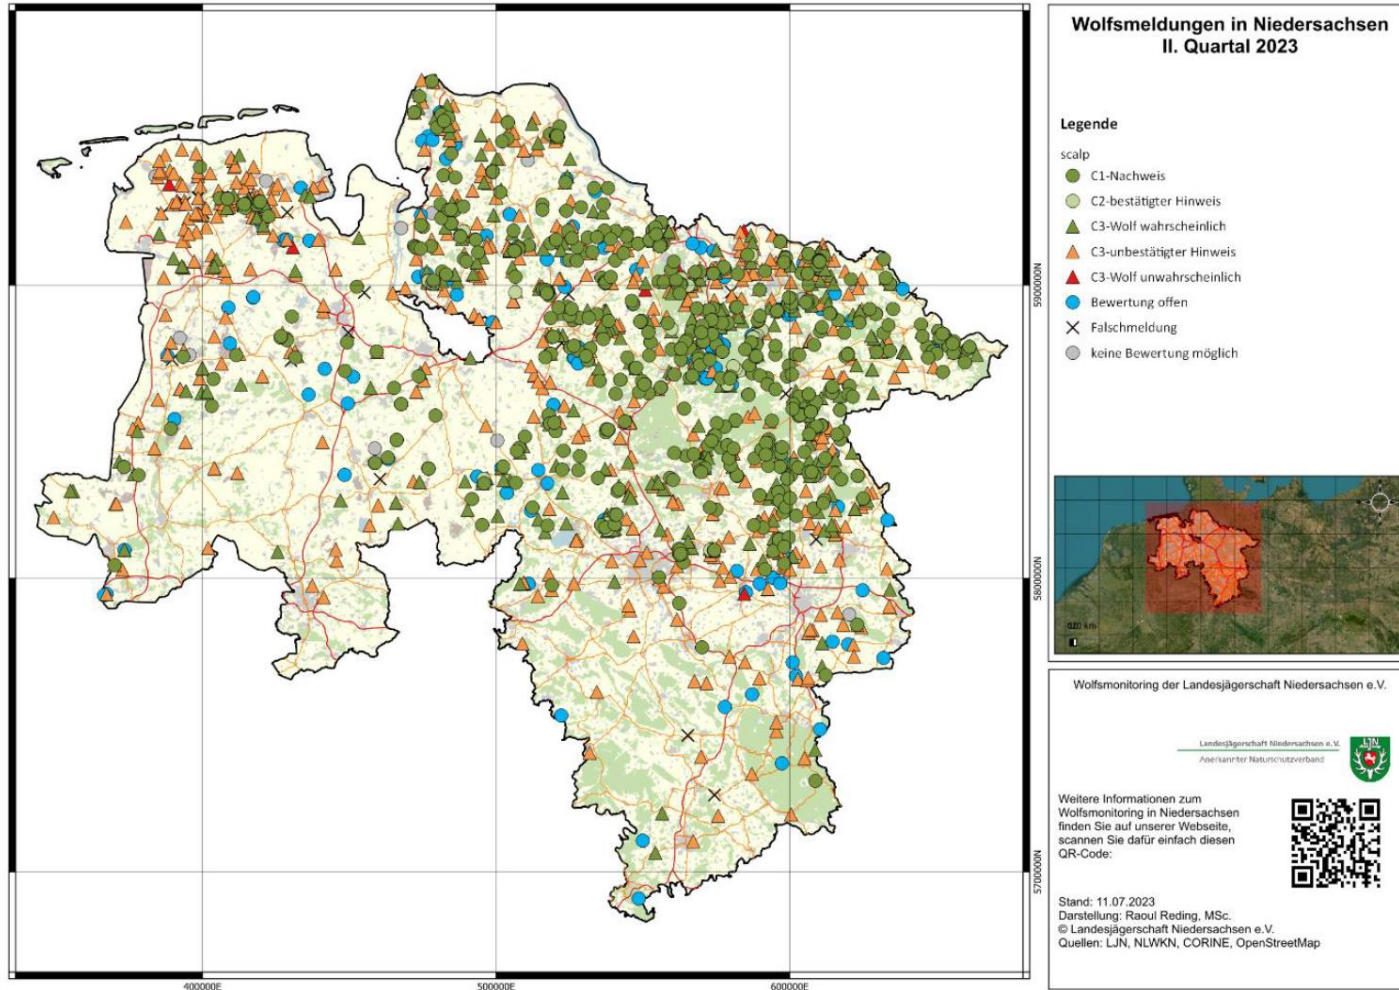 Wolfsmeldungen in Niedersachsen
II. Quartal 2023
Legende
scalp
C1-Nachweis
C2-bestätigter Hinweis
C3-Wolf wahrscheinlich
C3-unbestätigter Hinweis
C3-Wolf unwahrscheinlich
Bewertung offen
Falschmeldung
keine Bewertung möglich
5900000N
5800000N
5700000N
400000E
500000E
600000E
Wolfsmonitoring der Landesjägerschaft Niedersachsen e.V.
Landesjägerschaft Niedersachsen e.V.
Anerkannter Naturschutzverband
LJN
Weitere Informationen zum
Wolfsmonitoring in Niedersachsen
finden Sie auf unserer Webseite,
scannen Sie dafür einfach diesen
QR-Code:
Stand: 11.07.2023
Darstellung: Raoul Reding, MSc.
© Landesjägerschaft Niedersachsen e.V.
Quellen: LJN, NLWKN, CORINE, OpenStreetMap